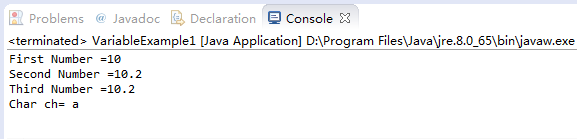 Problems @ Javadoc Declaration Console
<terminated> VariableExample1 [Java Application] D:\Program Files\Java\jre.8.0_65\bin\javaw.exe
First Number =10
Second Number =10.2
Third Number =10.2
Char ch= a